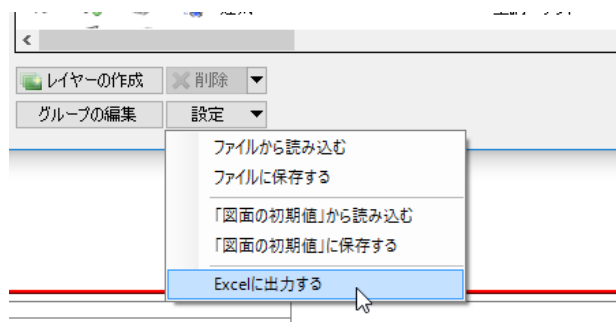 レイヤーの作成
削除
グループの編集
設定
ファイルから読み込む
ファイルに保存する
「図面の初期値」から読み込む
「図面の初期値」に保存する
Excelに出力する